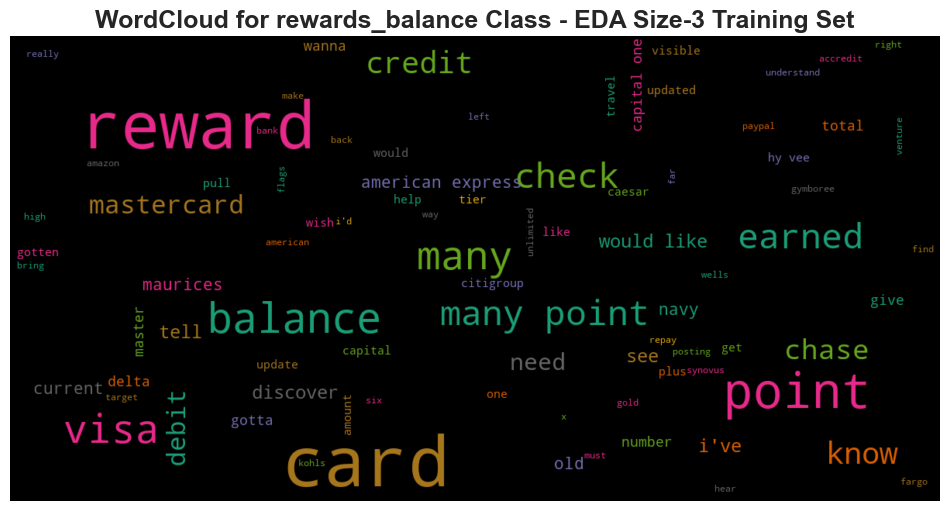 WordCloud for rewards_balance Class - EDA Size-3 Training Set
really
wanna
credit
visible
capital one
travel
updated
right
accredit
understand
make
reward
bank
back
left
paypal
total
venture
amazon
would
hy vee
pull
flags
american express
check
caesar
far
gymboree
mastercard
help
tier
way
unlimited
high
wish
i'd
like
would like
earned
gotten
american
many
find
bring
maurices
citigroup
wells
balance
many point
navy
give
master
tell
capital
need
see
repay
posting
get
chase
update
plus
synovus
current
delta
target
discover
one
point
debit
six
amount
gold
gotta
x
visa
card
kohls
number
i've
know
old
must
hear
fargo